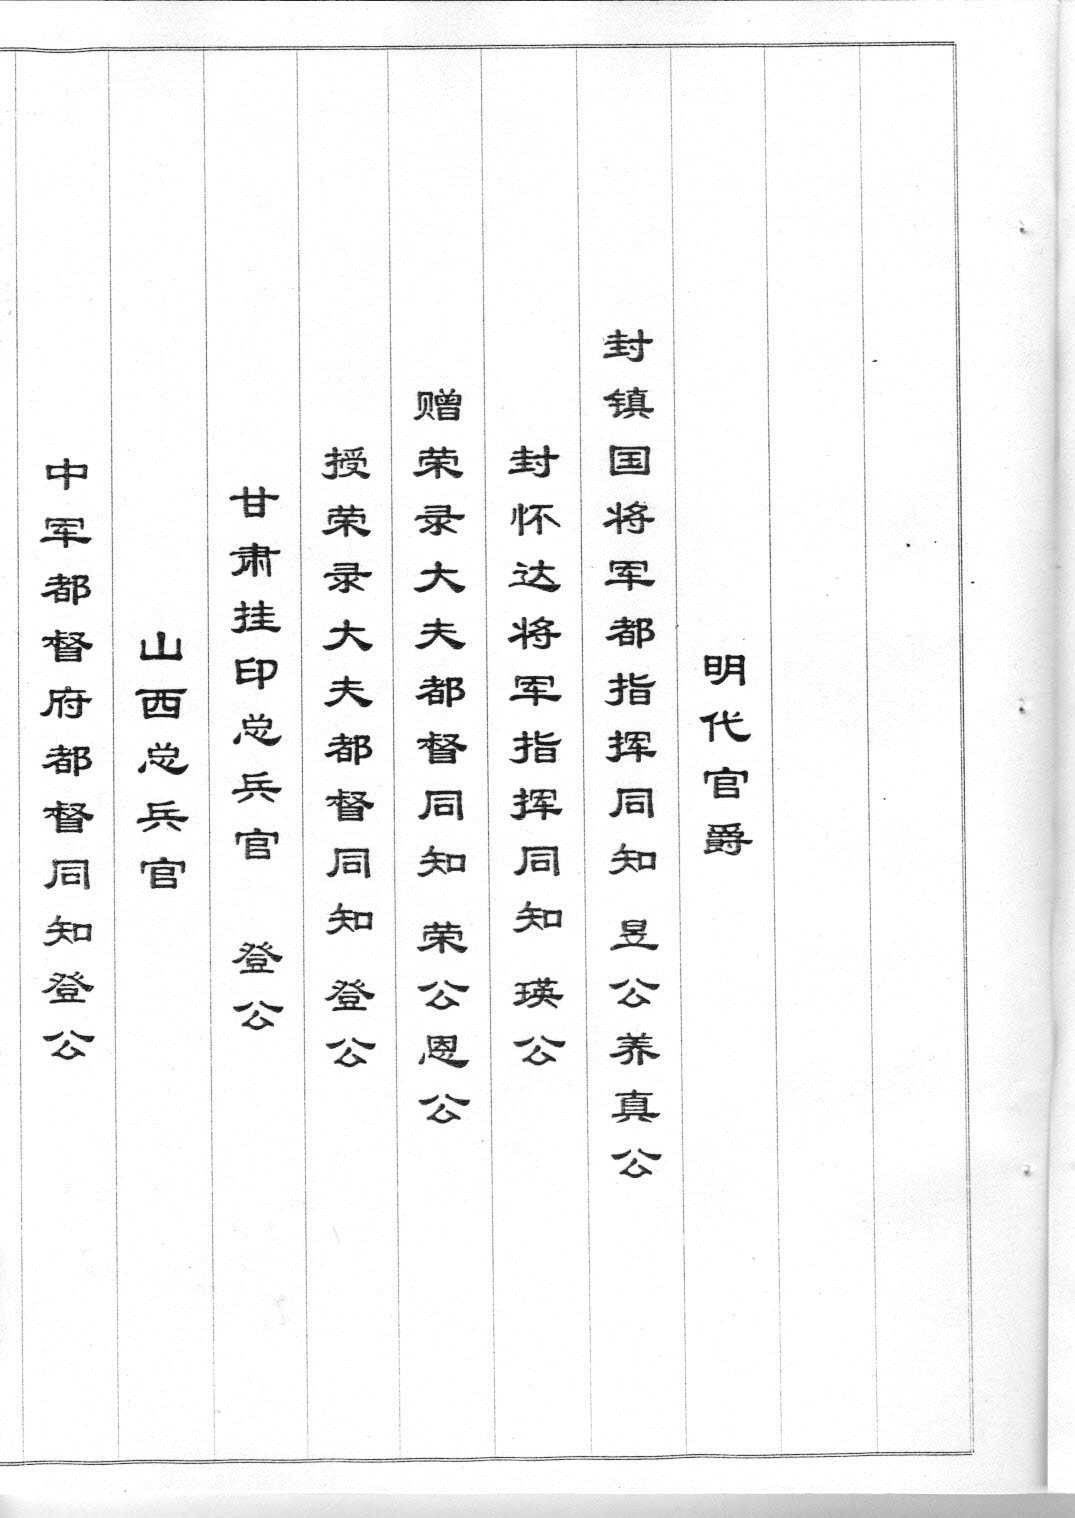 明代官爵
封镇国将军都指挥同知 昱公养真公
封怀达将军指挥同知 瑛公
赠荣录大夫都督同知 荣公恩公
授荣录大夫都督同知 登公
甘肃挂印总兵官 登公
山西总兵官
中军都督府都督同知登公